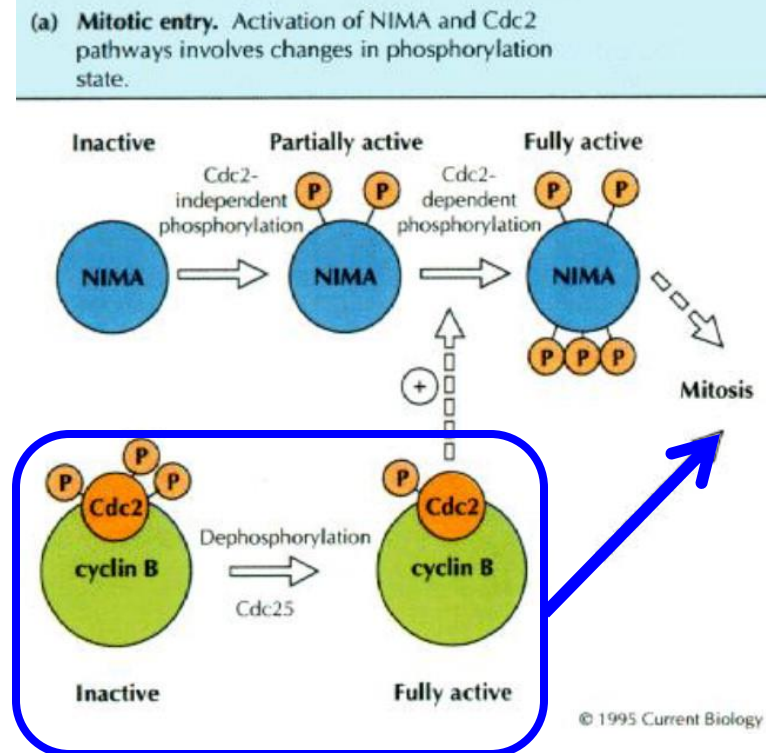 (a) Mitotic entry. Activation of NIMA and Cdc2
pathways involves changes in phosphorylation
state.
Inactive
Partially active
Fully active
Cdc2-
independent
phosphorylation
Cdc2-
dependent
phosphorylation
P
P
P
P
NIMA
NIMA
NIMA
P
P
P
+
Mitosis
P
P
P
Cdc2
cyclin B
Dephosphorylation
Cdc25
P
Cdc2
cyclin B
Inactive
Fully active
© 1995 Current Biology